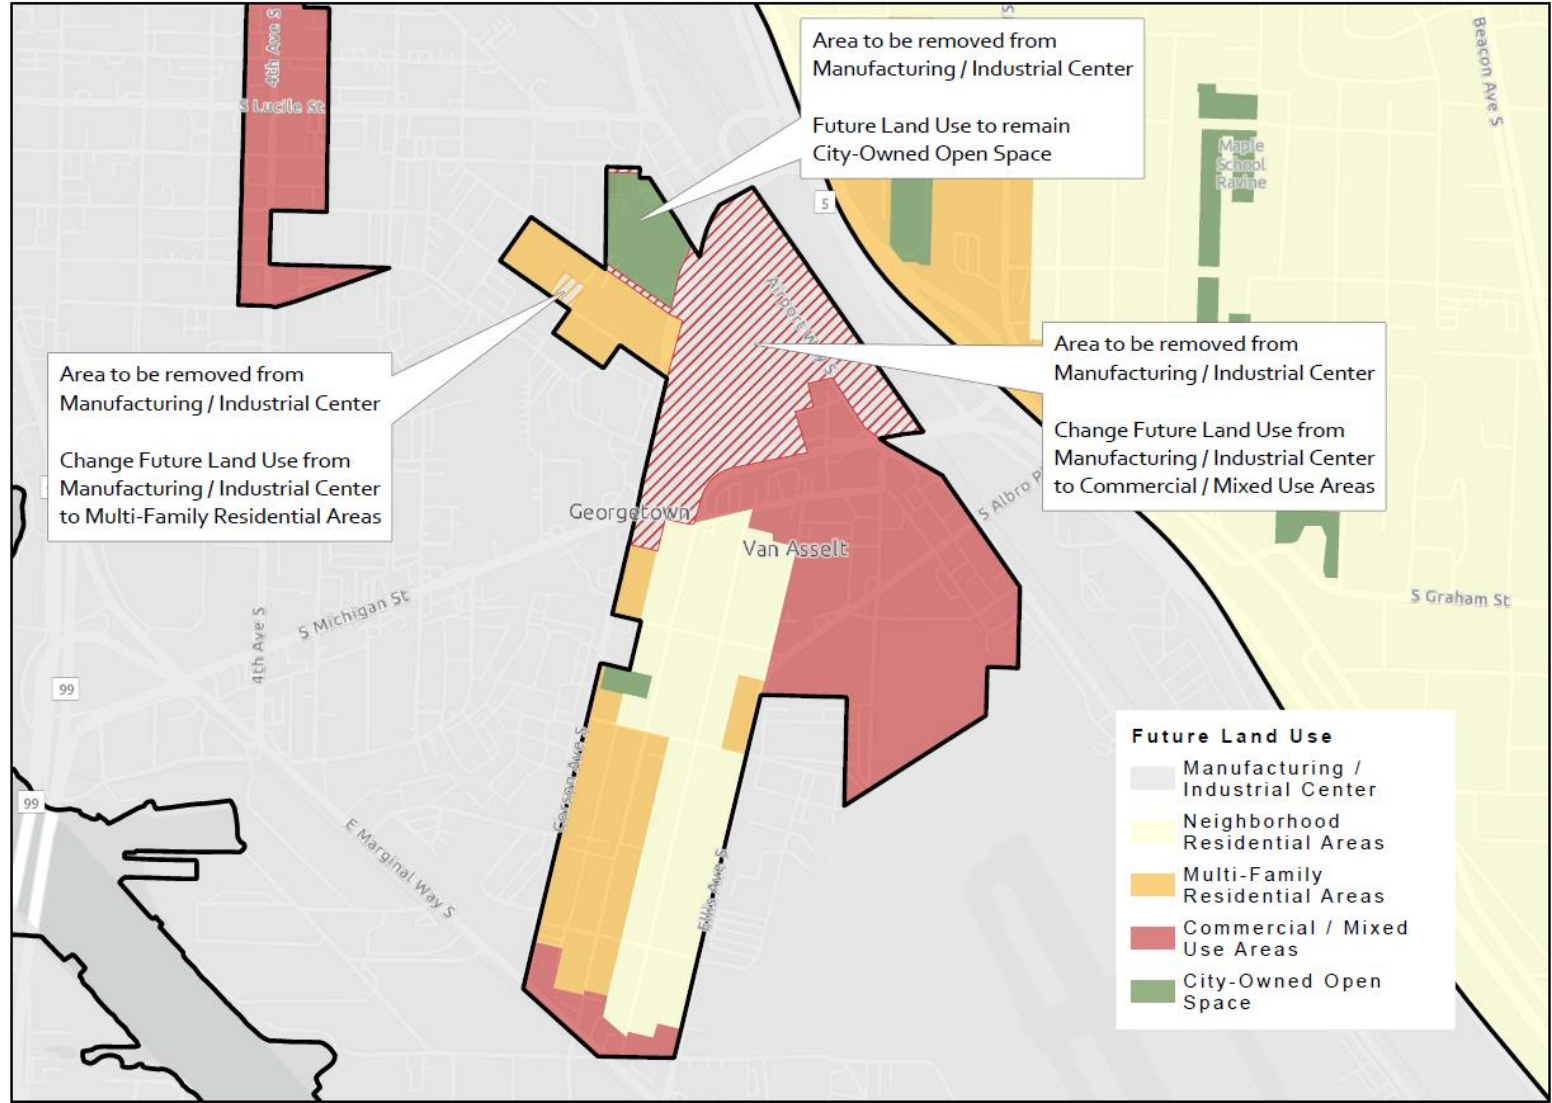 4th Ave S
S Lucile St
Area to be removed from
Manufacturing / Industrial Center
Future Land Use to remain
City-Owned Open Space
Beacon Ave S
Maple
School
Ravine
5
Airport Way S
Area to be removed from
Manufacturing / Industrial Center
Change Future Land Use from
Manufacturing / Industrial Center
to Multi-Family Residential Areas
Area to be removed from
Manufacturing / Industrial Center
Change Future Land Use from
Manufacturing / Industrial Center
to Commercial / Mixed Use Areas
S Albro
Georgetown
Van Asselt
S Graham St
S Michigan St
4th Ave S
99
Corson Ave S
99
E Marginal Way S
Ellis Ave S
Future Land Use
Manufacturing /
Industrial Center
Neighborhood
Residential Areas
Multi-Family
Residential Areas
Commercial / Mixed
Use Areas
City-Owned Open
Space